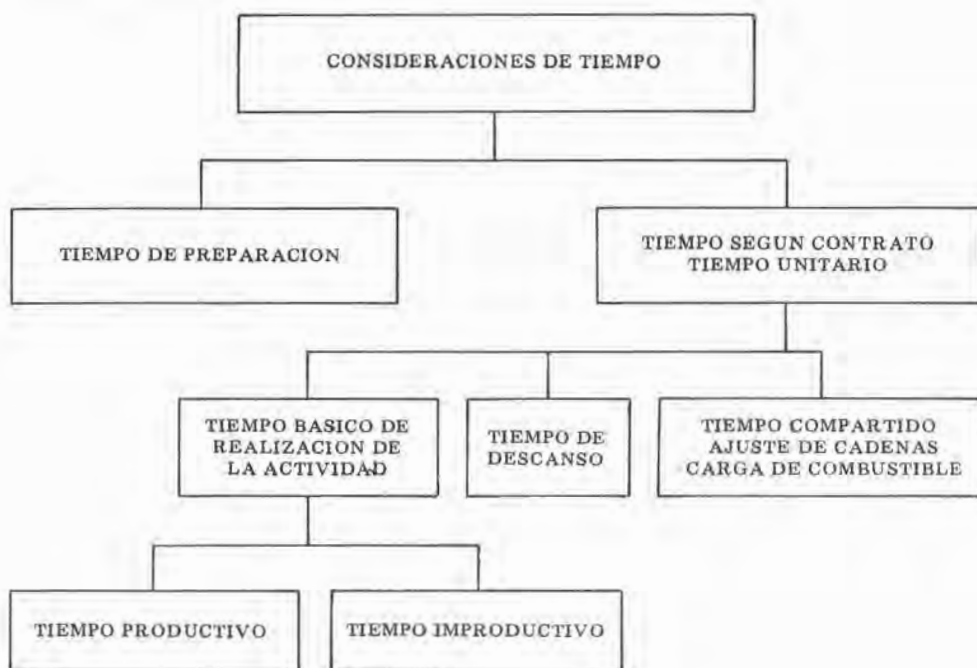 CONSIDERACIONES DE TIEMPO
TIEMPO DE PREPARACION
TIEMPO SEGUN CONTRATO
TIEMPO UNITARIO
TIEMPO BASICO DE
REALIZACION DE
LA ACTIVIDAD
TIEMPO DE
DESCANSO
TIEMPO COMPARTIDO
AJUSTE DE CADENAS
CARGA DE COMBUSTIBLE
TIEMPO PRODUCTIVO
TIEMPO IMPRODUCTIVO